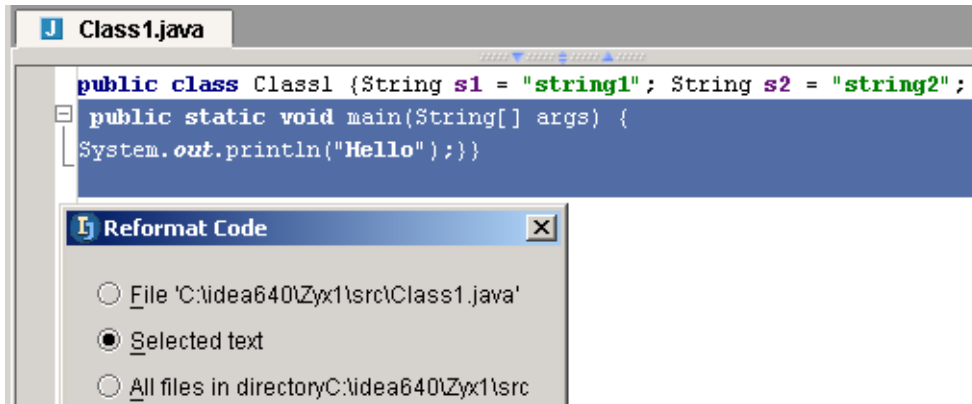 Class1.java
public class Class1 {String s1 = "string1"; String s2 = "string2";
public static void main(String[] args) {
System.out.println("Hello");}}
Reformat Code
File 'C:\idea640\Zyx1\src\Class1.java'
Selected text
All files in directoryC:\idea640\Zyx1\src